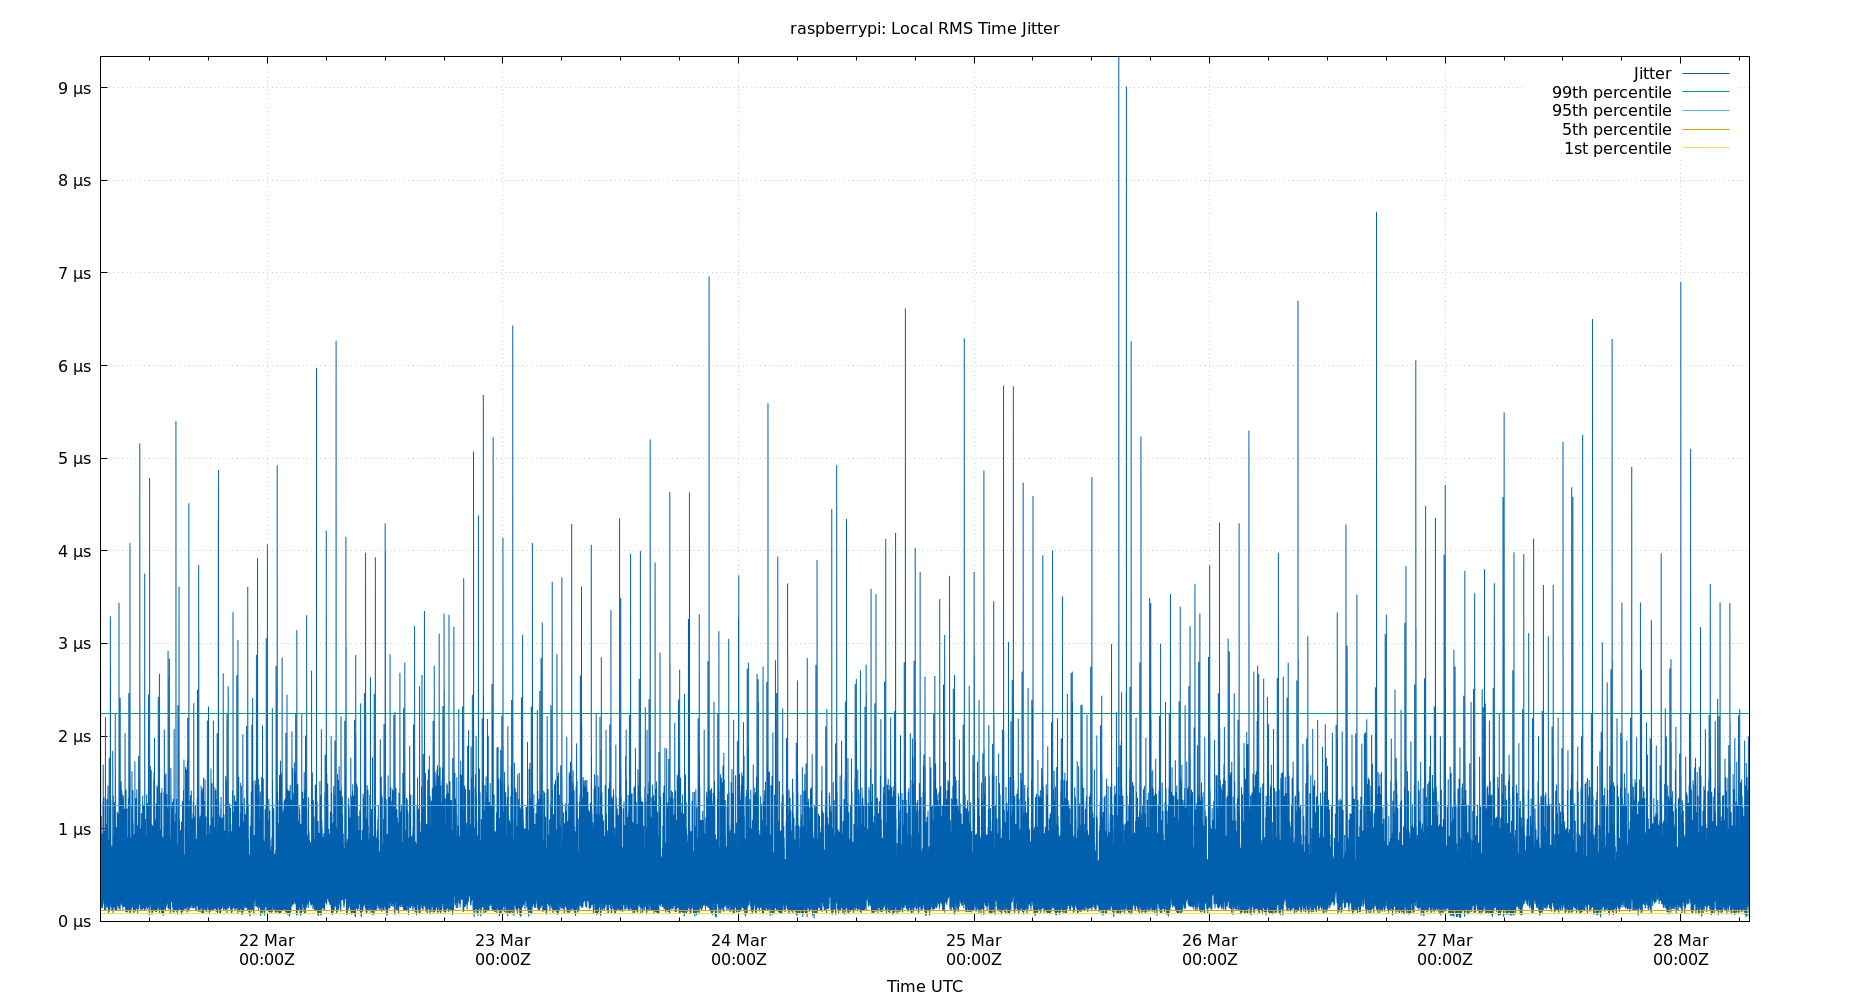 raspberrypi: Local RMS Time Jitter
Jitter
99th percentile
95th percentile
5th percentile
1st percentile
9 µs
8 µs
7 µs
6 µs
5 µs
4 µs
3 µs
2 µs
1 µs
0 µs
22 Mar 23 Mar 24 Mar 25 Mar 26 Mar 27 Mar 28 Mar
00:00Z 00:00Z 00:00Z 00:00Z 00:00Z 00:00Z 00:00Z
Time UTC